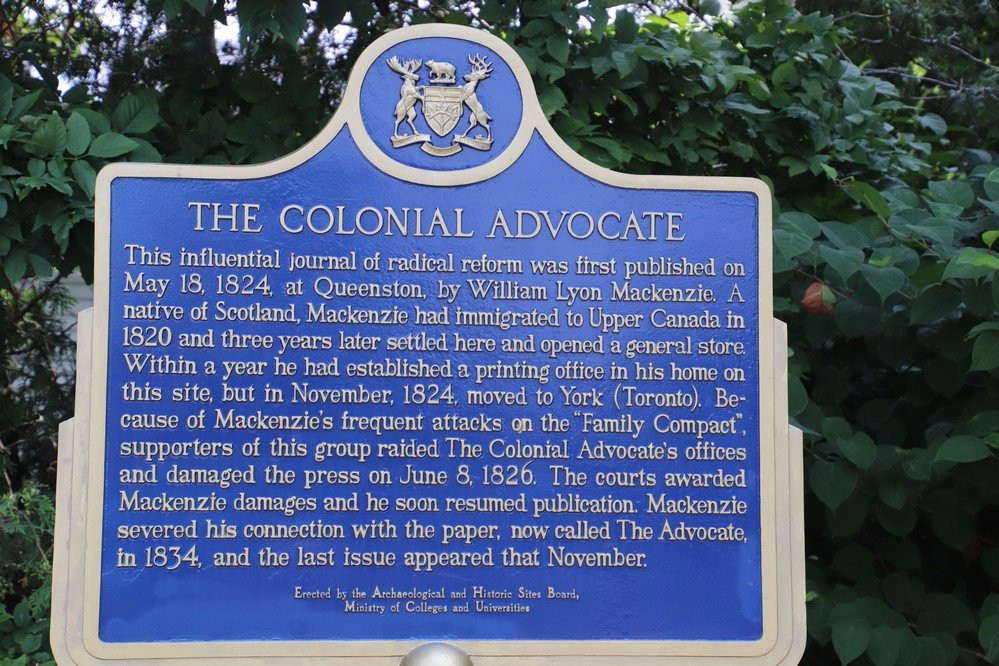 THE COLONIAL ADVOCATE
This influential journal of radical reform was first published on
May 18, 1824, at Queenston, by William Lyon Mackenzie. A
native of Scotland, Mackenzie had immigrated to Upper Canada in
1820 and three years later settled here and opened a general store.
Within a year he had established a printing office in his home on
this site, but in November, 1824, moved to York (Toronto). Be-
cause of Mackenzie's frequent attacks on the "Family Compact",
supporters of this group raided The Colonial Advocate's offices
and damaged the press on June 8, 1826. The courts awarded
Mackenzie damages and he soon resumed publication. Mackenzie
severed his connection with the paper, now called The Advocate,
in 1834, and the last issue appeared that November.
Erected by the Archaeological and Historic Sites Board,
Ministry of Colleges and Universities